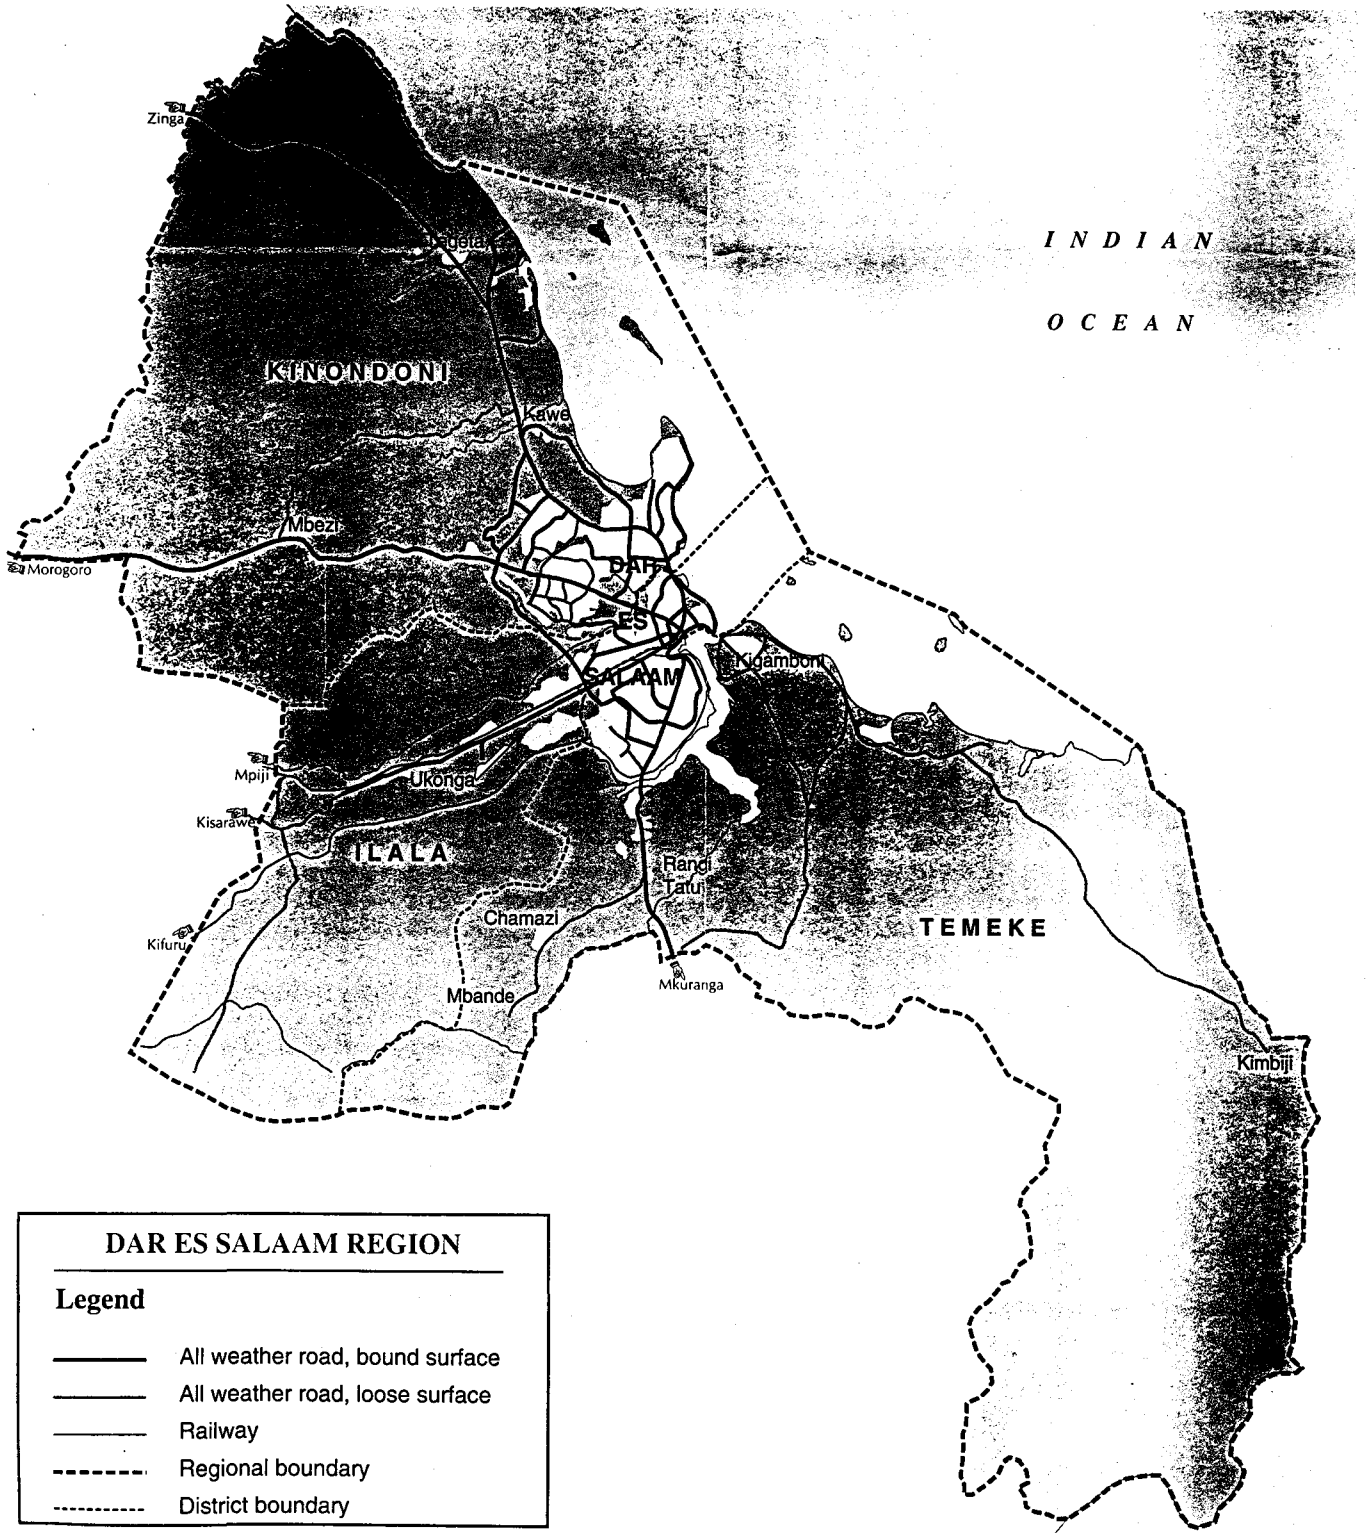 Zinga
INDIAN
OCEAN
KINONDONI
Kawe
Mbezi
Morogoro
DAR
ES
SALAAM
Kigamboni
Mpiji
Ukonga
Kisarawe
ILALA
Rangi
Tatu
Chamazi
TEMEKE
Kifuru
Mkuranga
Mbande
Kimbiji
DAR ES SALAAM REGION
Legend
All weather road, bound surface
All weather road, loose surface
Railway
Regional boundary
District boundary